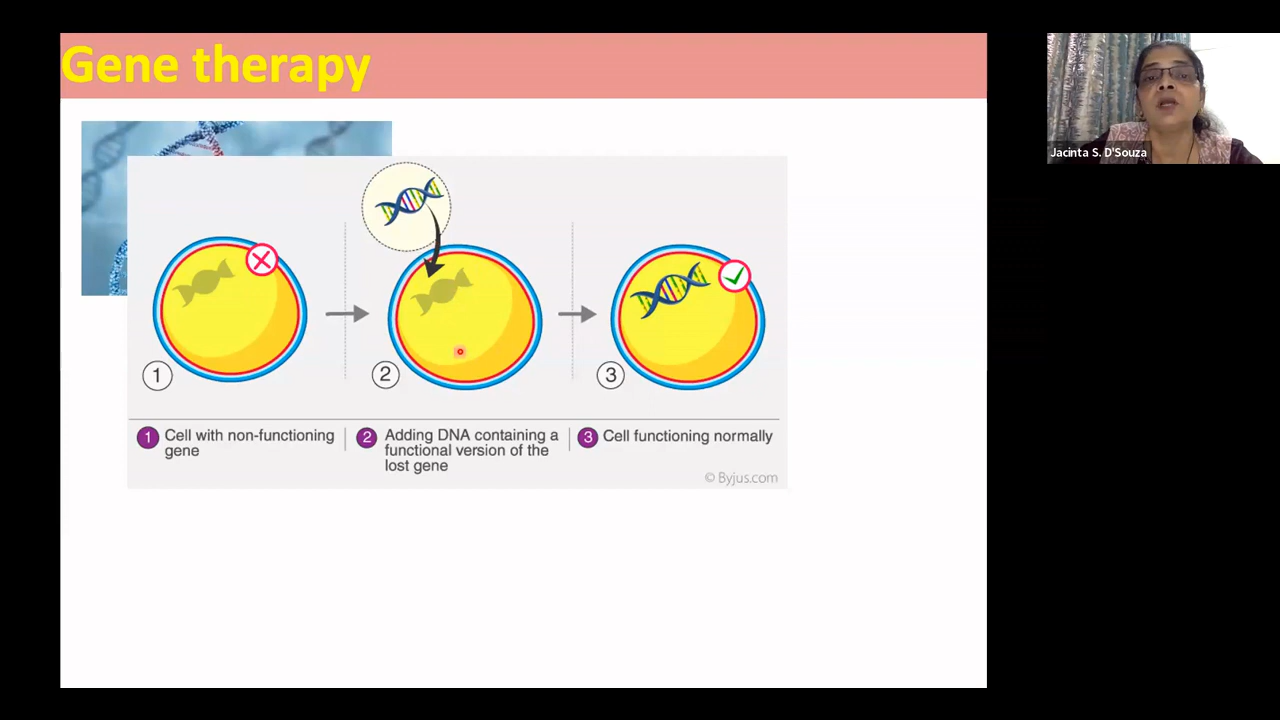 Gene therapy
Jacinta S. D'Souza
1
2
3
1 Cell with non-functioning
gene
2 Adding DNA containing a
functional version of the
lost gene
3 Cell functioning normally
© Byjus.com